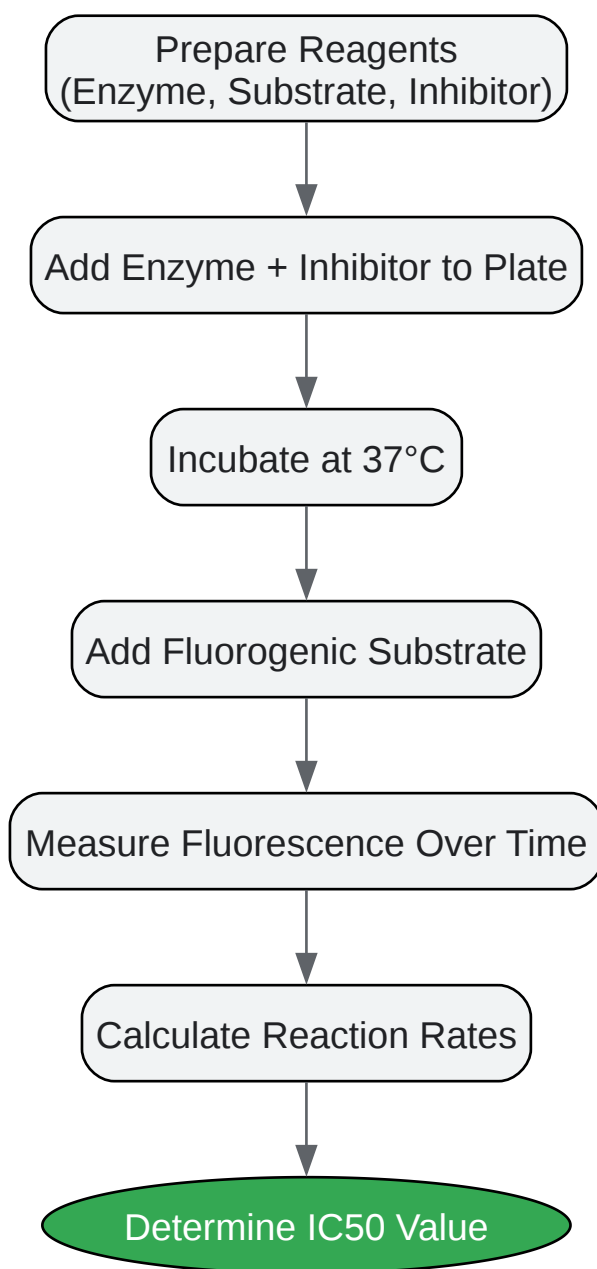 Prepare Reagents
(Enzyme, Substrate, Inhibitor)
Add Enzyme + Inhibitor to Plate
Incubate at 37°C
Add Fluorogenic Substrate
Measure Fluorescence Over Time
Calculate Reaction Rates
Determine IC50 Value